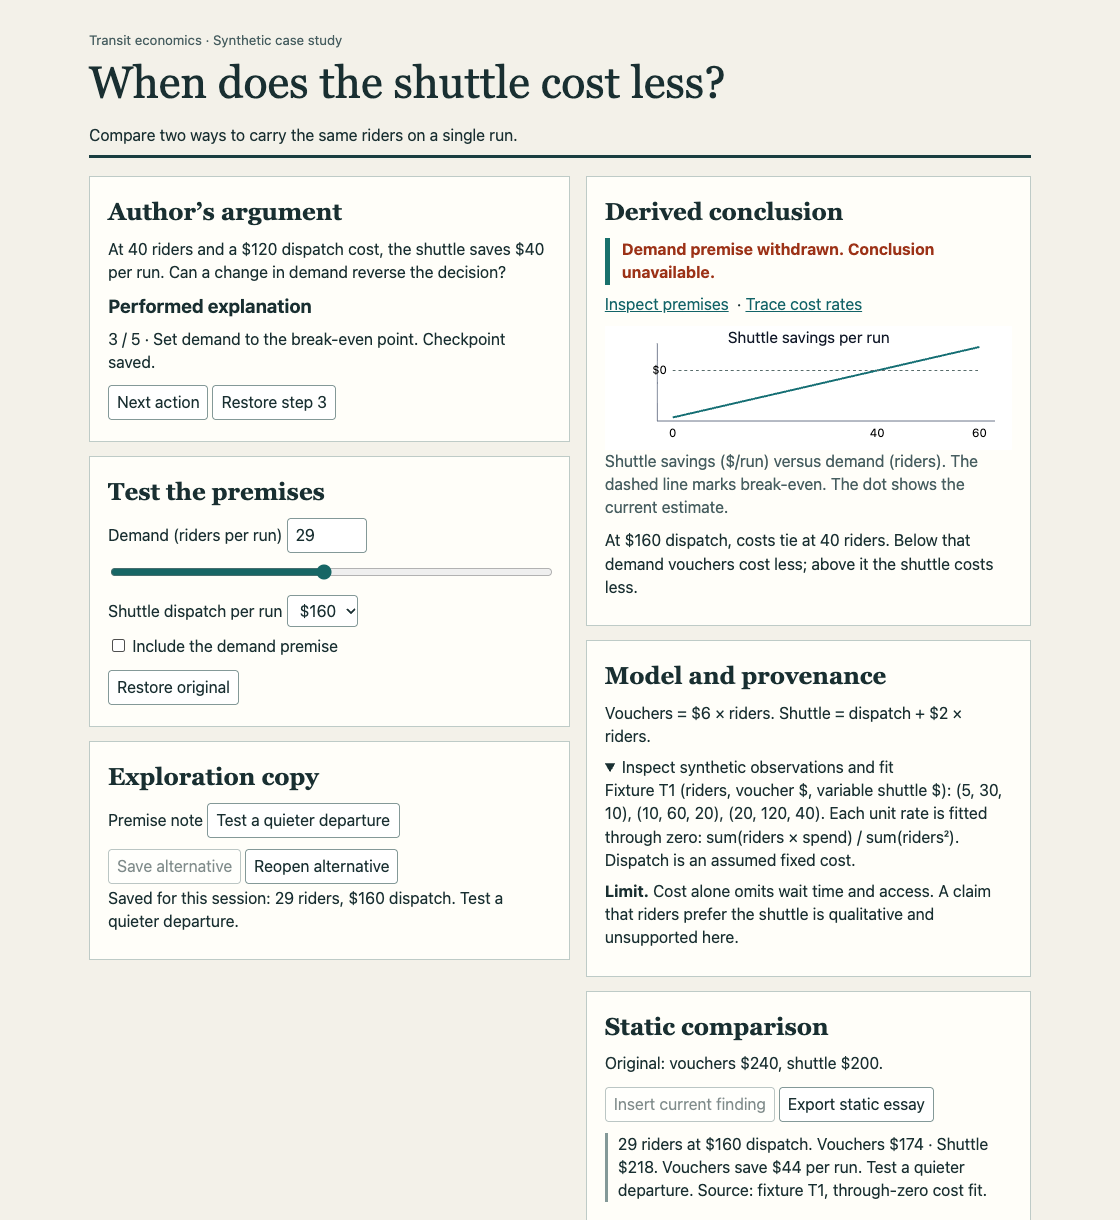 Transit economics · Synthetic case study
When does the shuttle cost less?
Compare two ways to carry the same riders on a single run.
Author’s argument
At 40 riders and a $120 dispatch cost, the shuttle saves $40
per run. Can a change in demand reverse the decision?
Performed explanation
3 / 5 · Set demand to the break-even point. Checkpoint
saved.
Next action
Restore step 3
Test the premises
Demand (riders per run) 29
Shuttle dispatch per run $160
Include the demand premise
Restore original
Exploration copy
Premise note Test a quieter departure
Save alternative
Reopen alternative
Saved for this session: 29 riders, $160 dispatch. Test a
quieter departure.
Derived conclusion
Demand premise withdrawn. Conclusion
unavailable.
Inspect premises · Trace cost rates
Shuttle savings per run
$0
0 40 60
Shuttle savings ($/run) versus demand (riders). The
dashed line marks break-even. The dot shows the
current estimate.
At $160 dispatch, costs tie at 40 riders. Below that
demand vouchers cost less; above it the shuttle costs
less.
Model and provenance
Vouchers = $6 × riders. Shuttle = dispatch + $2 ×
riders.
Inspect synthetic observations and fit
Fixture T1 (riders, voucher $, variable shuttle $): (5, 30,
10), (10, 60, 20), (20, 120, 40). Each unit rate is fitted
through zero: sum(riders × spend) / sum(riders²).
Dispatch is an assumed fixed cost.
Limit. Cost alone omits wait time and access. A claim
that riders prefer the shuttle is qualitative and
unsupported here.
Static comparison
Original: vouchers $240, shuttle $200.
Insert current finding
Export static essay
29 riders at $160 dispatch. Vouchers $174 · Shuttle
$218. Vouchers save $44 per run. Test a quieter
departure. Source: fixture T1, through-zero cost fit.